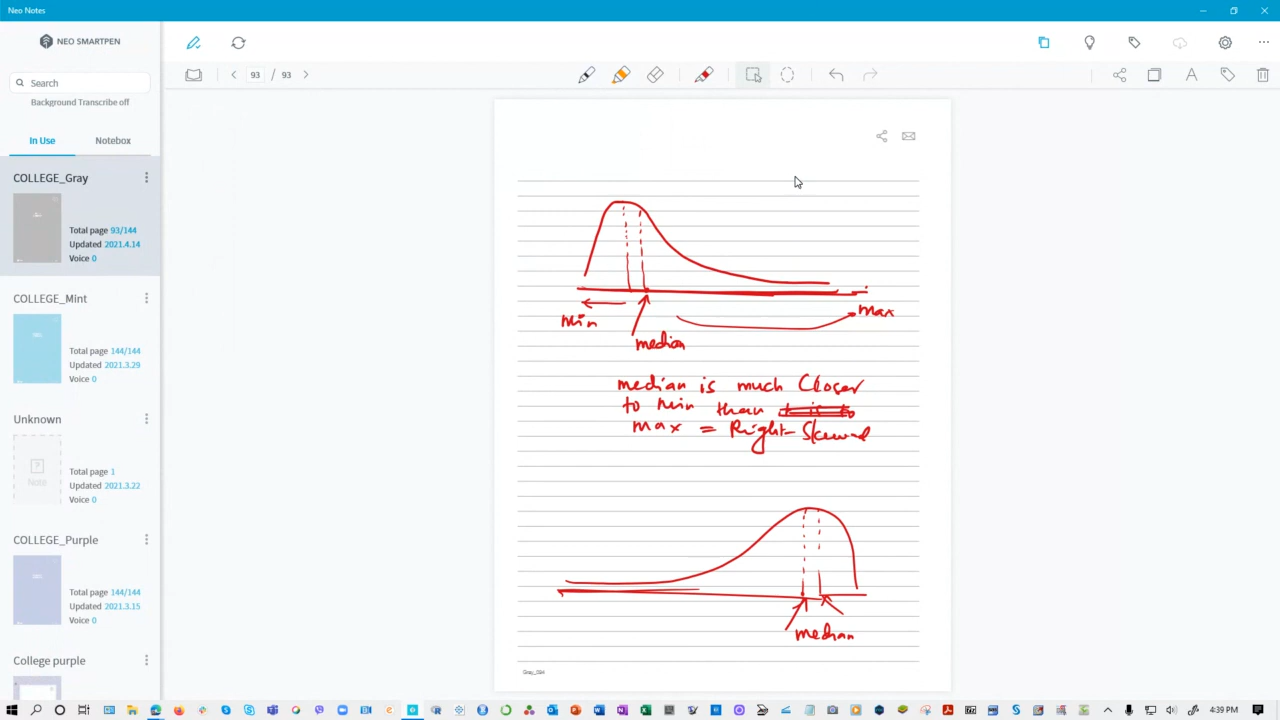 Neo Notes
NEO SMARTPEN
93 / 93
Search
Background Transcribe off
In Use Notebox
COLLEGE_Gray
Total page 93/144
Updated 2021.4.14
Voice 0
COLLEGE_Mint
Total page 144/144
Updated 2021.3.29
Voice 0
Unknown
Note
Total page 1
Updated 2021.3.22
Voice 0
COLLEGE_Purple
Total page 144/144
Updated 2021.3.15
Voice 0
College purple
min
max
median
median is much Closer
to Min than
max = Right-Skewed
median
4:39 PM